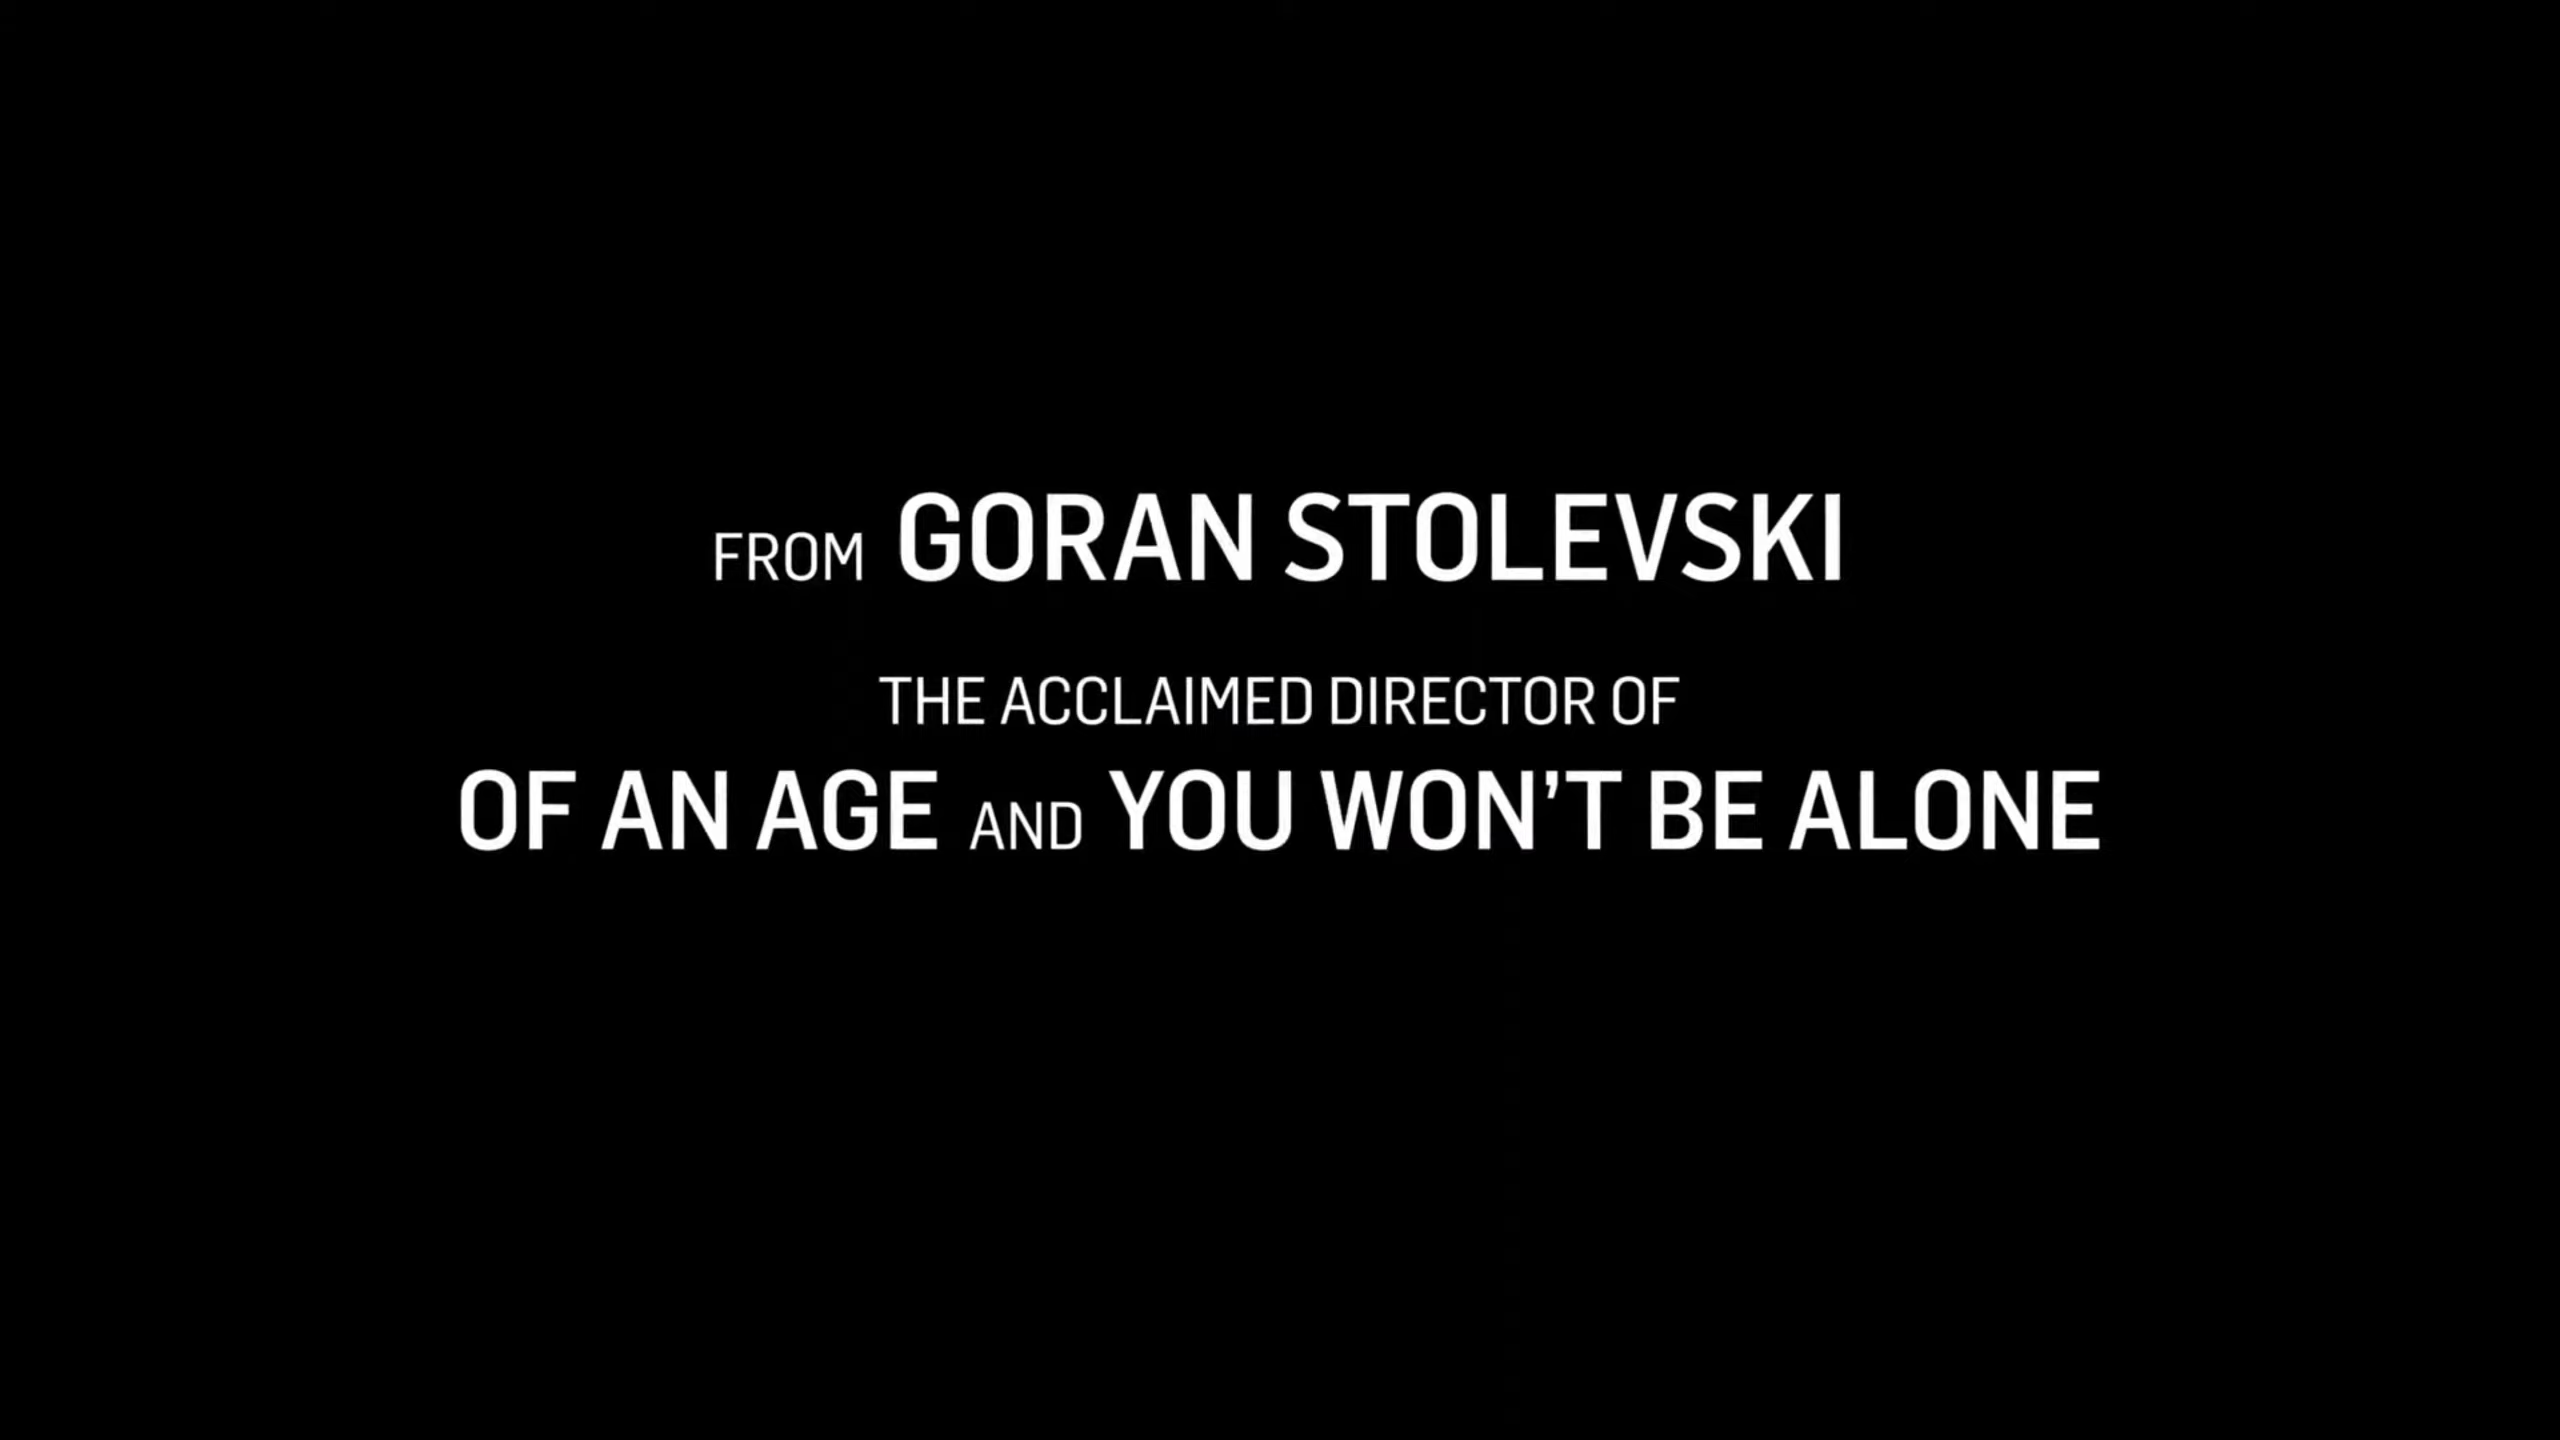 FROM GORAN STOLEVSKI
THE ACCLAIMED DIRECTOR OF
OF AN AGE AND YOU WON’T BE ALONE